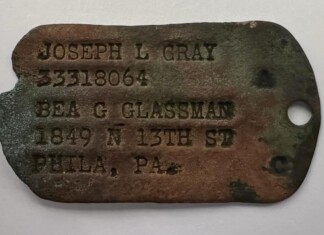 JOSEPH L GRAY
33318064 A
BEA G GLASSMAN
1849 N 13TH ST
PHILA, PA. C